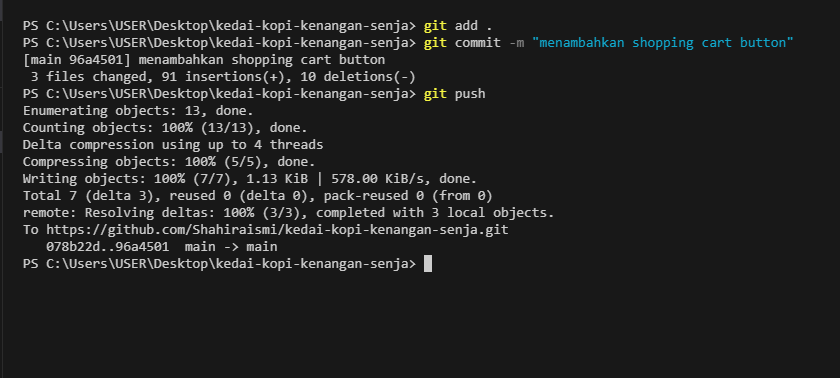 PS C:\Users\USER\Desktop\kedai-kopi-kenangan-senja> git add .
PS C:\Users\USER\Desktop\kedai-kopi-kenangan-senja> git commit -m "menambahkan shopping cart button"
[main 96a4501] menambahkan shopping cart button
 3 files changed, 91 insertions(+), 10 deletions(-)
PS C:\Users\USER\Desktop\kedai-kopi-kenangan-senja> git push
Enumerating objects: 13, done.
Counting objects: 100% (13/13), done.
Delta compression using up to 4 threads
Compressing objects: 100% (5/5), done.
Writing objects: 100% (7/7), 1.13 KiB | 578.00 KiB/s, done.
Total 7 (delta 3), reused 0 (delta 0), pack-reused 0 (from 0)
remote: Resolving deltas: 100% (3/3), completed with 3 local objects.
To https://github.com/Shahiraismi/kedai-kopi-kenangan-senja.git
   078b22d..96a4501  main -> main
PS C:\Users\USER\Desktop\kedai-kopi-kenangan-senja>